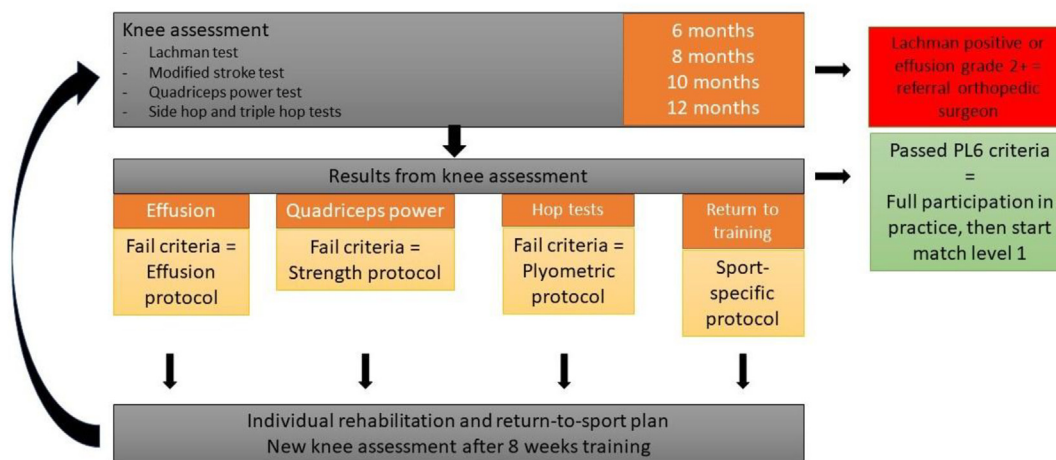 Knee assessment
- Lachman test
- Modified stroke test
- Quadriceps power test
- Side hop and triple hop tests
6 months
8 months
10 months
12 months
Lachman positive or
effusion grade 2+ =
referral orthopedic
surgeon
Results from knee assessment
Passed PL6 criteria
=
Full participation in
practice, then start
match level 1
Effusion
Fail criteria =
Effusion
protocol
Quadriceps power
Fail criteria =
Strength protocol
Hop tests
Fail criteria =
Plyometric
protocol
Return to
training
Sport-
specific
protocol
Individual rehabilitation and return-to-sport plan
New knee assessment after 8 weeks training